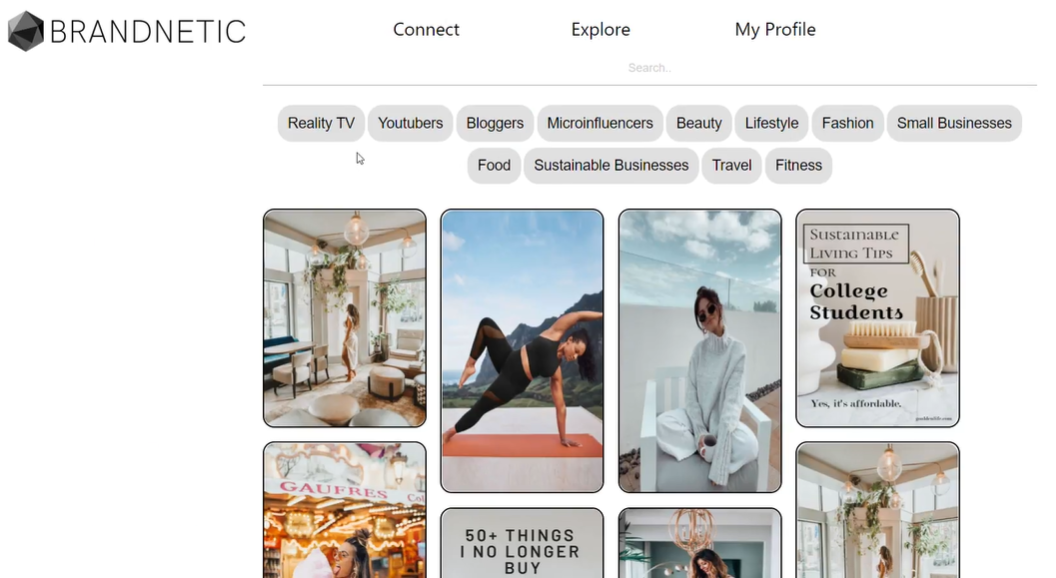 BRANDNETIC
Connect Explore My Profile
Search..
Reality TV Youtubers Bloggers Microinfluencers Beauty Lifestyle Fashion Small Businesses
Food Sustainable Businesses Travel Fitness
Sustainable
Living Tips
for
College
Students
Yes, it's affordable.
GAUFRES
50+ THINGS
I NO LONGER
BUY